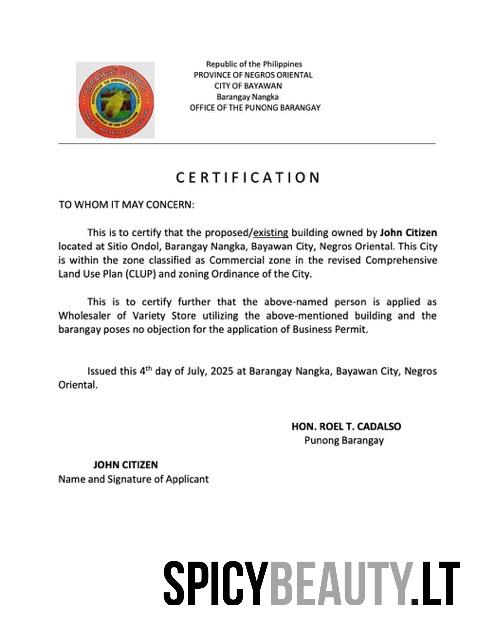 Republic of the Philippines
PROVINCE OF NEGROS ORIENTAL
CITY OF BAYAWAN
Barangay Nangka
OFFICE OF THE PUNONG BARANGAY
CERTIFICATION
TO WHOM IT MAY CONCERN:
This is to certify that the proposed/existing building owned by John Citizen
located at Sitio Ondol, Barangay Nangka, Bayawan City, Negros Oriental. This City
is within the zone classified as Commercial zone in the revised Comprehensive
Land Use Plan (CLUP) and zoning Ordinance of the City.
This is to certify further that the above-named person is applied as
Wholesaler of Variety Store utilizing the above-mentioned building and the
barangay poses no objection for the application of Business Permit.
Issued this 4th day of July, 2025 at Barangay Nangka, Bayawan City, Negros
Oriental.
HON. ROEL T. CADALSO
Punong Barangay
JOHN CITIZEN
Name and Signature of Applicant
SPICYBEAUTY.LT